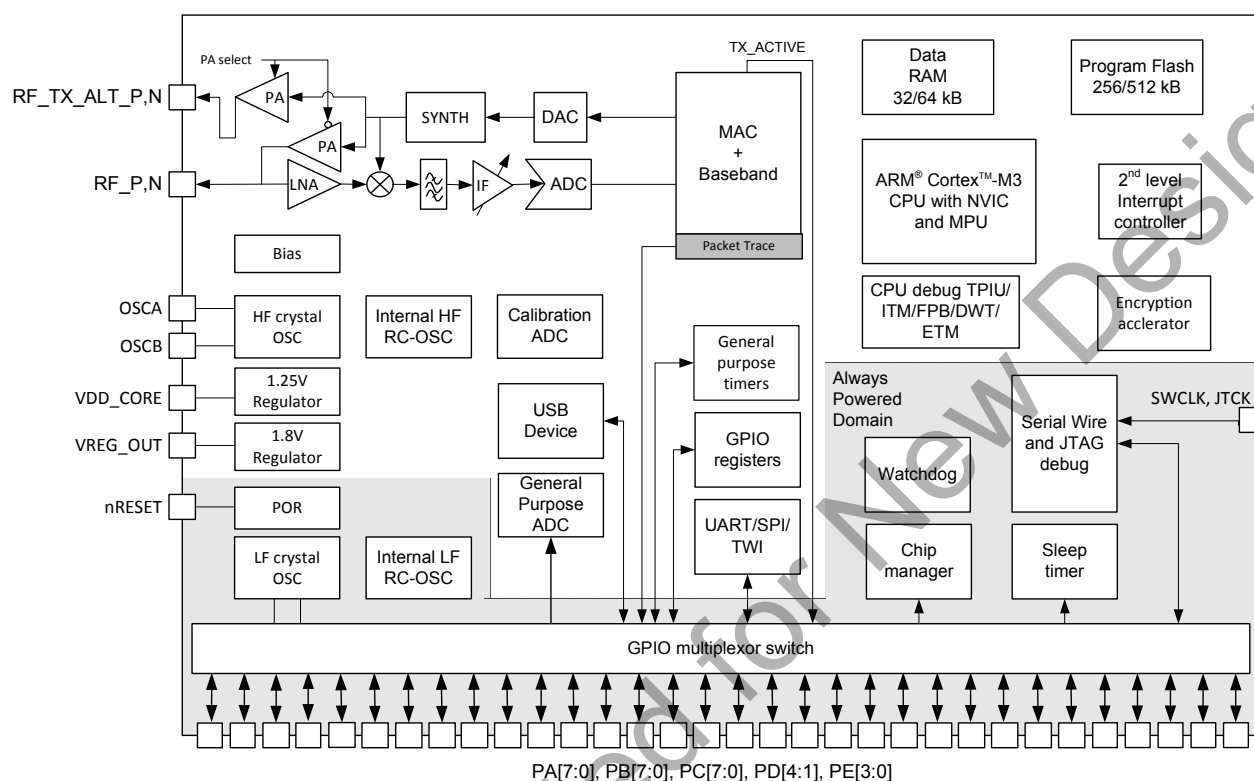 TX_ACTIVE
PA select
RF_TX_ALT_P,N
PA
PA
SYNTH
DAC
MAC
+
Baseband
Data
RAM
32/64 kB
Program Flash
256/512 kB
RF_P,N
LNA
IF
ADC
ARM® Cortex™-M3
CPU with NVIC
and MPU
2nd level
Interrupt
controller
Packet Trace
Bias
OSCA
OSCB
HF crystal
OSC
Internal HF
RC-OSC
Calibration
ADC
CPU debug TPIU/
ITM/FPB/DWT/
ETM
Encryption
acclerator
General
purpose
timers
VDD_CORE
1.25V
Regulator
USB
Device
Always
Powered
Domain
Serial Wire
and JTAG
debug
SWCLK, JTCK
VREG_OUT
1.8V
Regulator
GPIO
registers
Watchdog
nRESET
POR
General
Purpose
ADC
UART/SPI/
TWI
LF crystal
OSC
Internal LF
RC-OSC
Chip
manager
Sleep
timer
GPIO multiplexor switch
PA[7:0], PB[7:0], PC[7:0], PD[4:1], PE[3:0]
ed for New Desig